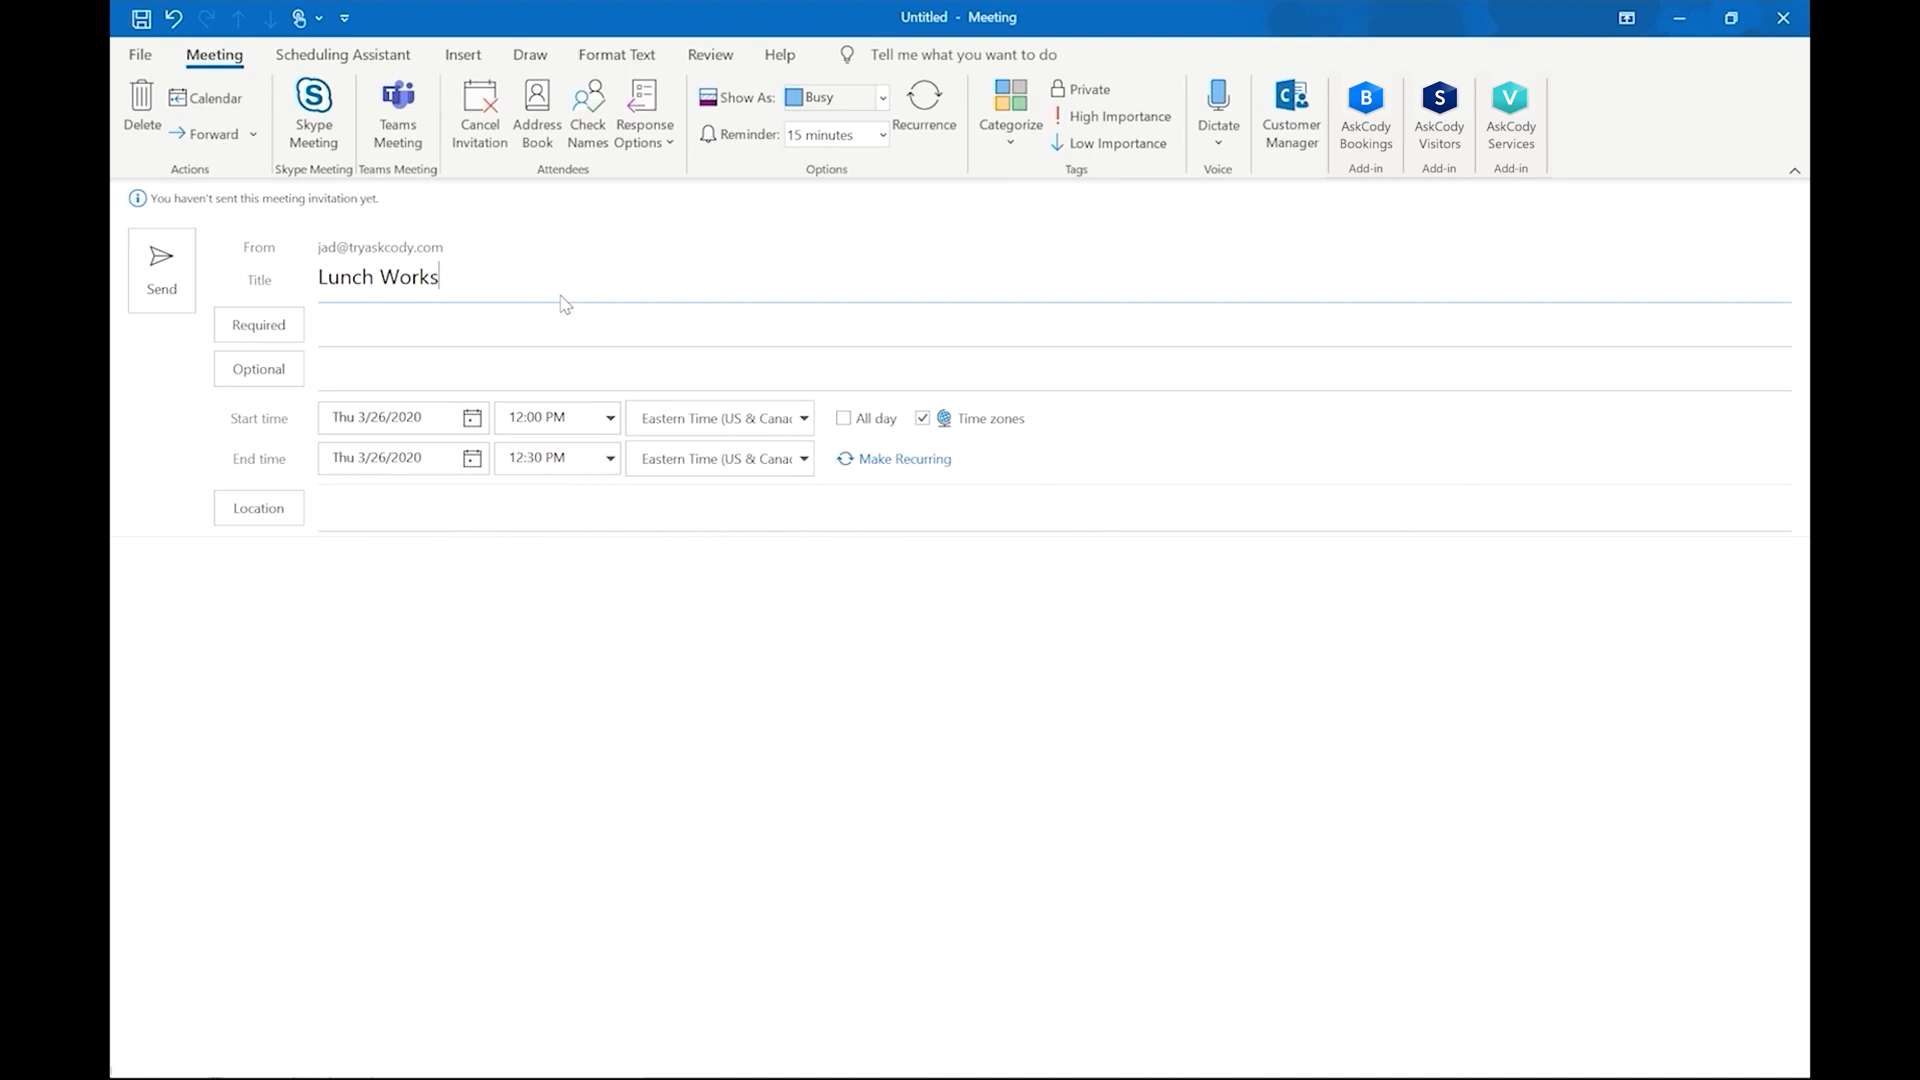 Untitled - Meeting
File Meeting Scheduling Assistant Insert Draw Format Text Review Help Tell me what you want to do
Delete
Calendar
Forward
Actions
Skype
Meeting
Skype Meeting
Teams
Meeting
Teams Meeting
Cancel
Invitation
Address
Book
Check
Names
Response
Options
Attendees
Show As: Busy
Reminder: 15 minutes
Recurrence
Options
Categorize
Private
High Importance
Low Importance
Tags
Dictate
Voice
Customer
Manager
B
AskCody
Bookings
Add-in
S
AskCody
Visitors
Add-in
V
AskCody
Services
Add-in
You haven't sent this meeting invitation yet.
Send
From jad@tryaskcody.com
Title Lunch Works
Required
Optional
Start time Thu 3/26/2020 12:00 PM Eastern Time (US & Canac All day Time zones
End time Thu 3/26/2020 12:30 PM Eastern Time (US & Canac Make Recurring
Location